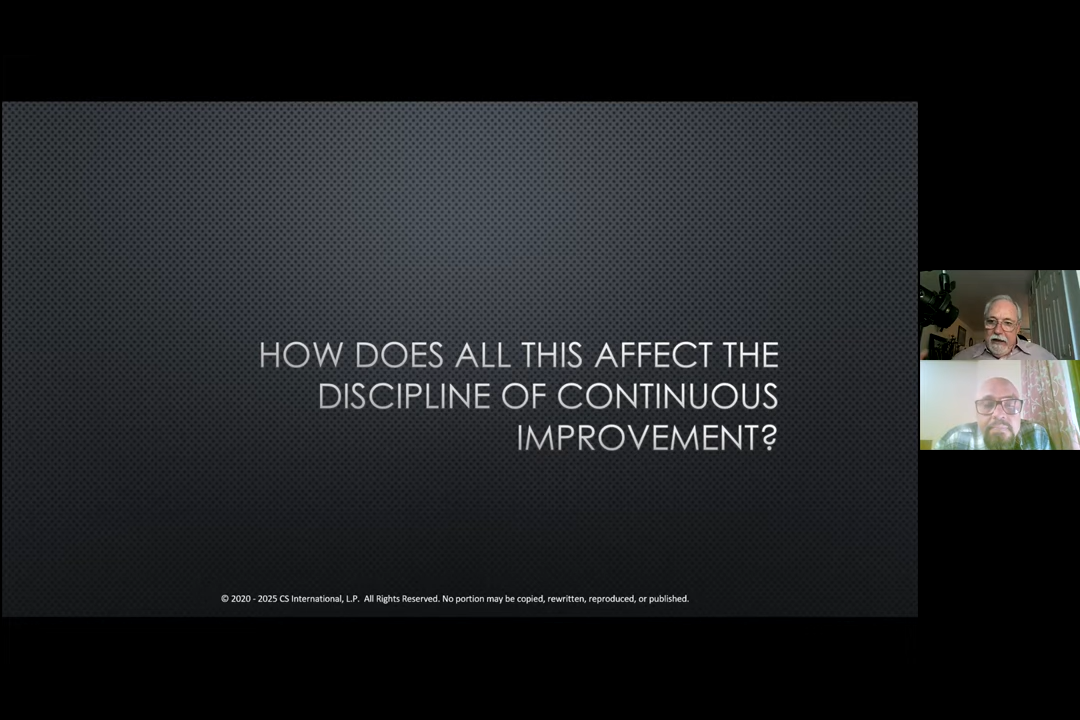 HOW DOES ALL THIS AFFECT THE
DISCIPLINE OF CONTINUOUS
IMPROVEMENT?
© 2020 - 2025 CS International, L.P.  All Rights Reserved. No portion may be copied, rewritten, reproduced, or published.